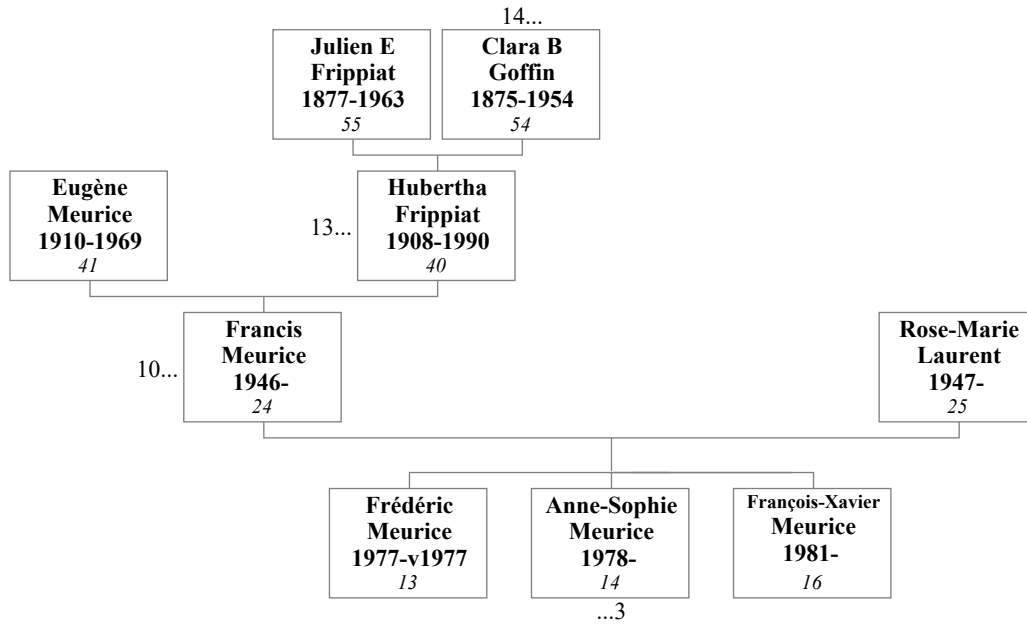 14...
Julien E
Frippiat
1877-1963
55
Clara B
Goffin
1875-1954
54
Eugène
Meurice
1910-1969
41
13...
Hubertha
Frippiat
1908-1990
40
10...
Francis
Meurice
1946-
24
Rose-Marie
Laurent
1947-
25
Frédéric
Meurice
1977-v1977
13
Anne-Sophie
Meurice
1978-
14
François-Xavier
Meurice
1981-
16
...3